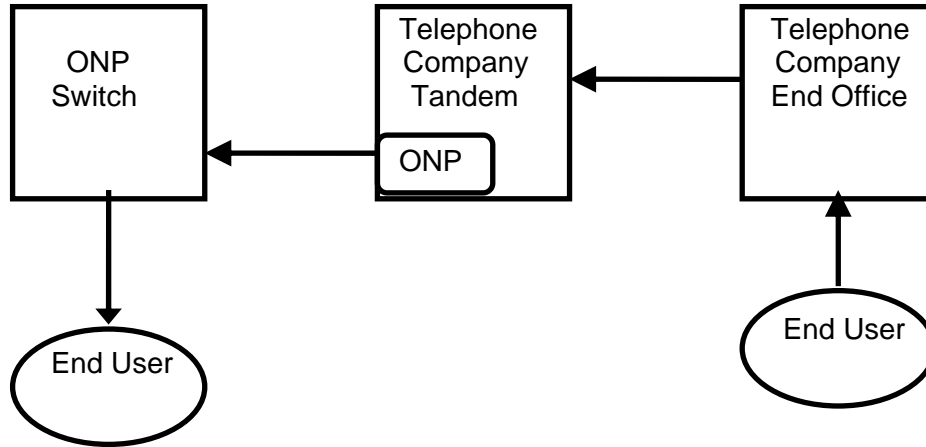 ONP
Switch
Telephone
Company
Tandem
ONP
Telephone
Company
End Office
End User
End User